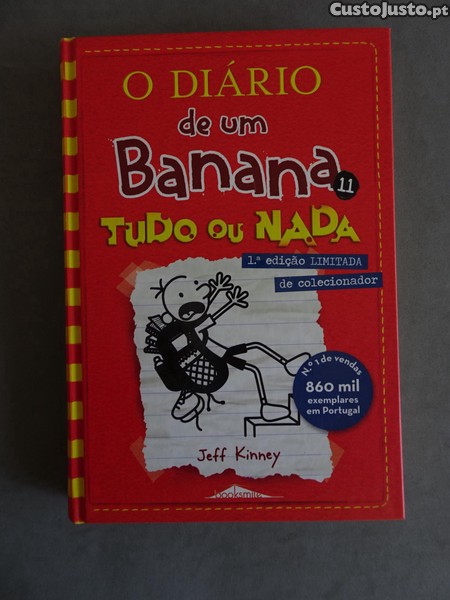 CustoJusto.pt
O DIÁRIO
de um
Banana
11
TUDO OU NADA
1.ª edição LIMITADA
de colecionador
N.º 1 de vendas
860 mil
exemplares
em Portugal
Jeff Kinney
booksmile